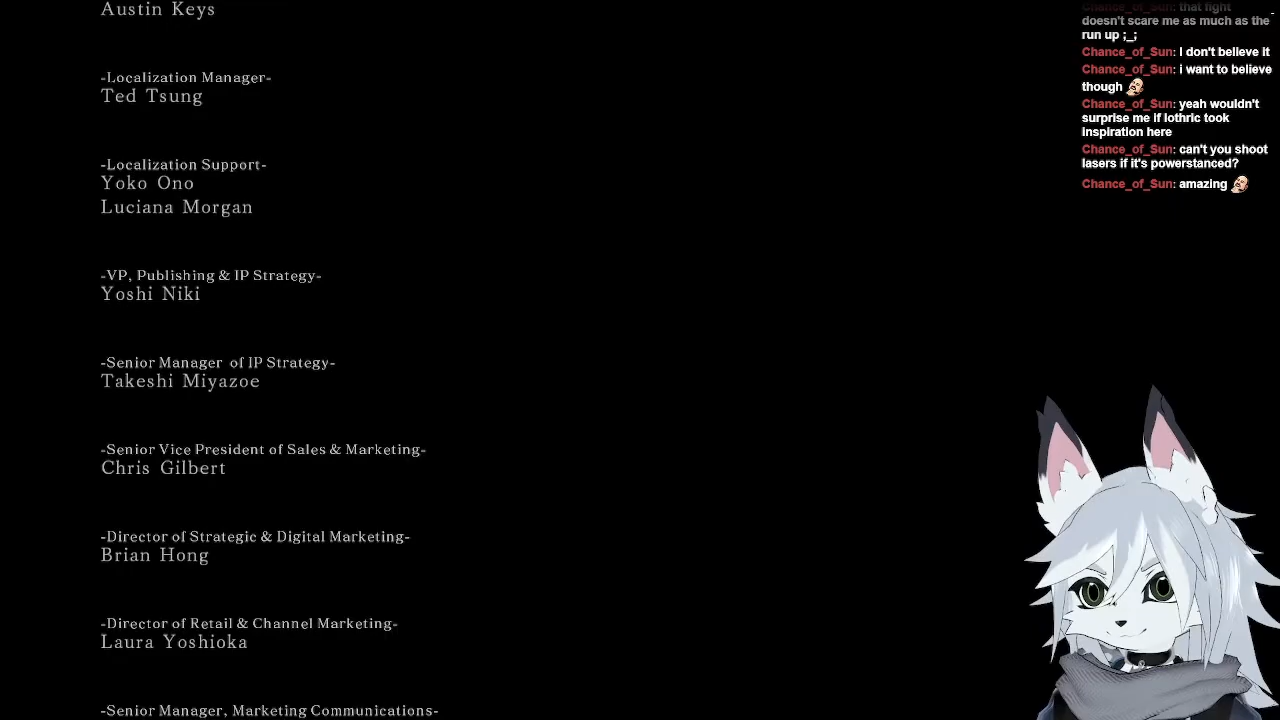 Austin Keys
-Localization Manager-
Ted Tsung
-Localization Support-
Yoko Ono
Luciana Morgan
-VP, Publishing & IP Strategy-
Yoshi Niki
-Senior Manager of IP Strategy-
Takeshi Miyazoe
-Senior Vice President of Sales & Marketing-
Chris Gilbert
-Director of Strategic & Digital Marketing-
Brian Hong
-Director of Retail & Channel Marketing-
Laura Yoshioka
-Senior Manager, Marketing Communications-
Chance_of_Sun: that fight
doesn't scare me as much as the
run up ;_;
Chance_of_Sun: I don't believe it
Chance_of_Sun: i want to believe
though
Chance_of_Sun: yeah wouldn't
surprise me if lothric took
inspiration here
Chance_of_Sun: can't you shoot
lasers if it's powerstanced?
Chance_of_Sun: amazing